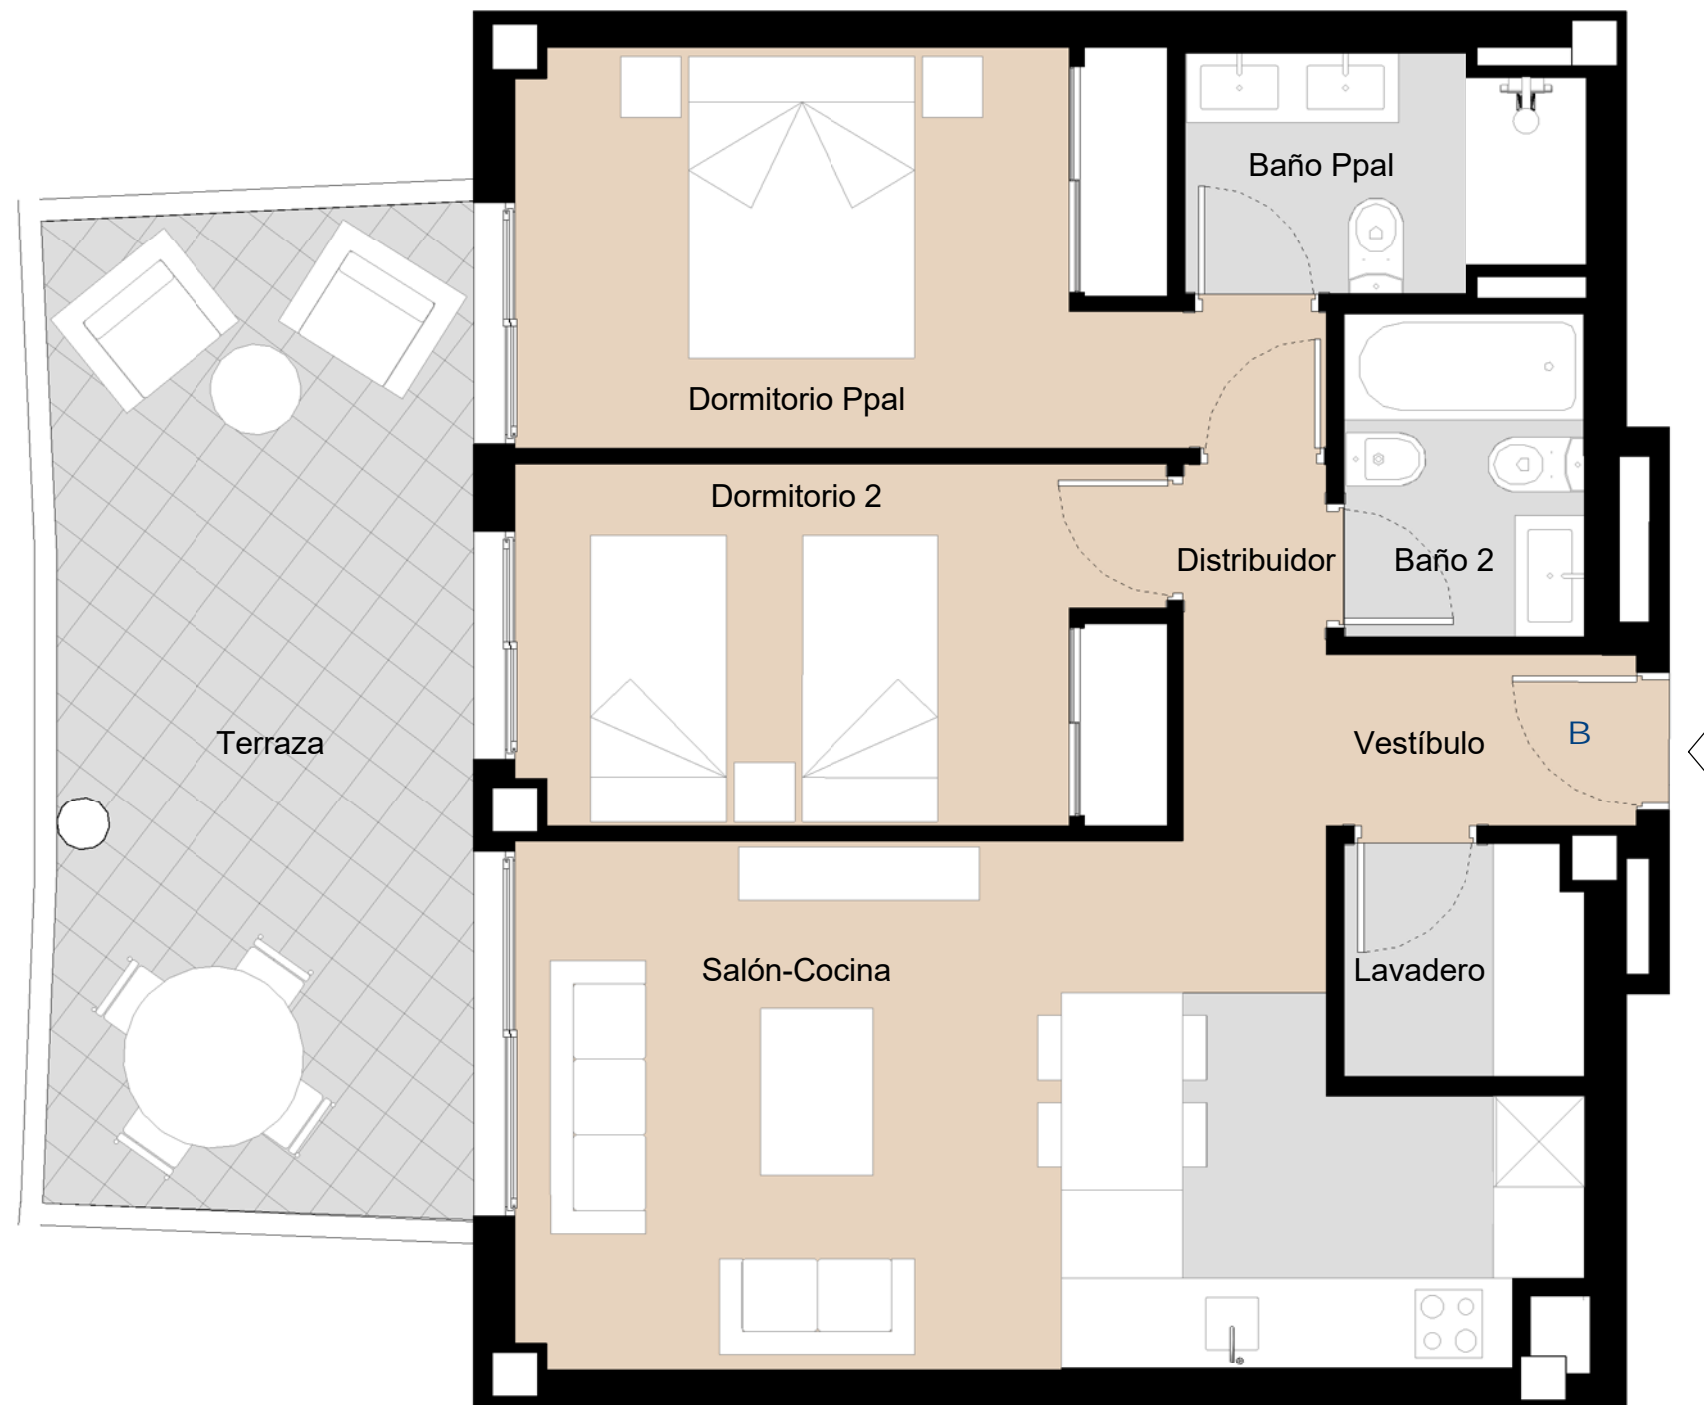 Baño Ppal
Dormitorio Ppal
Dormitorio 2
Distribuidor
Baño 2
Terraza
Vestíbulo
B
Salón-Cocina
Lavadero